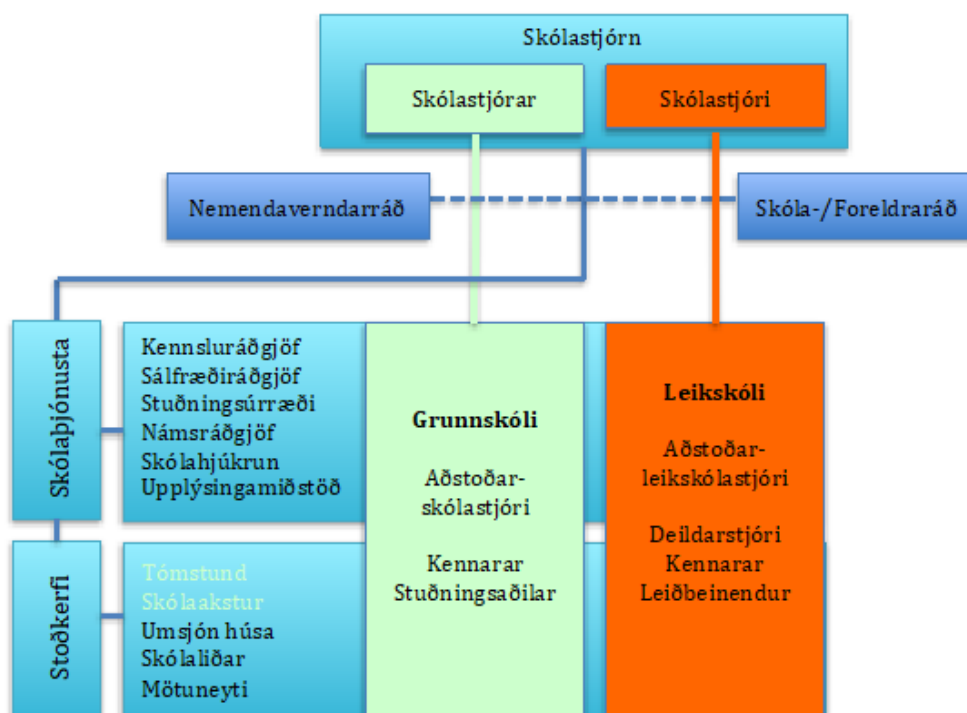 Skólastjórn
Skólastjórar
Skólastjóri
Nemendaverndarráð
Skóla-/Foreldraráð
Skólaþjónusta
Kennsluráðgjöf
Sálfræðiráðgjöf
Stuðningsúrræði
Námsráðgjöf
Skólahjúkrun
Upplýsingamiðstöð
Grunnskóli
Aðstoðar-
skólastjóri
Kennarar
Stuðningsaðilar
Leikskóli
Aðstoðar-
leikskólastjóri
Deildarstjóri
Kennarar
Leiðbeinendur
Stoðkerfi
Tómstund
Skólaakstur
Umsjón húsa
Skólaliðar
Mötuneyti